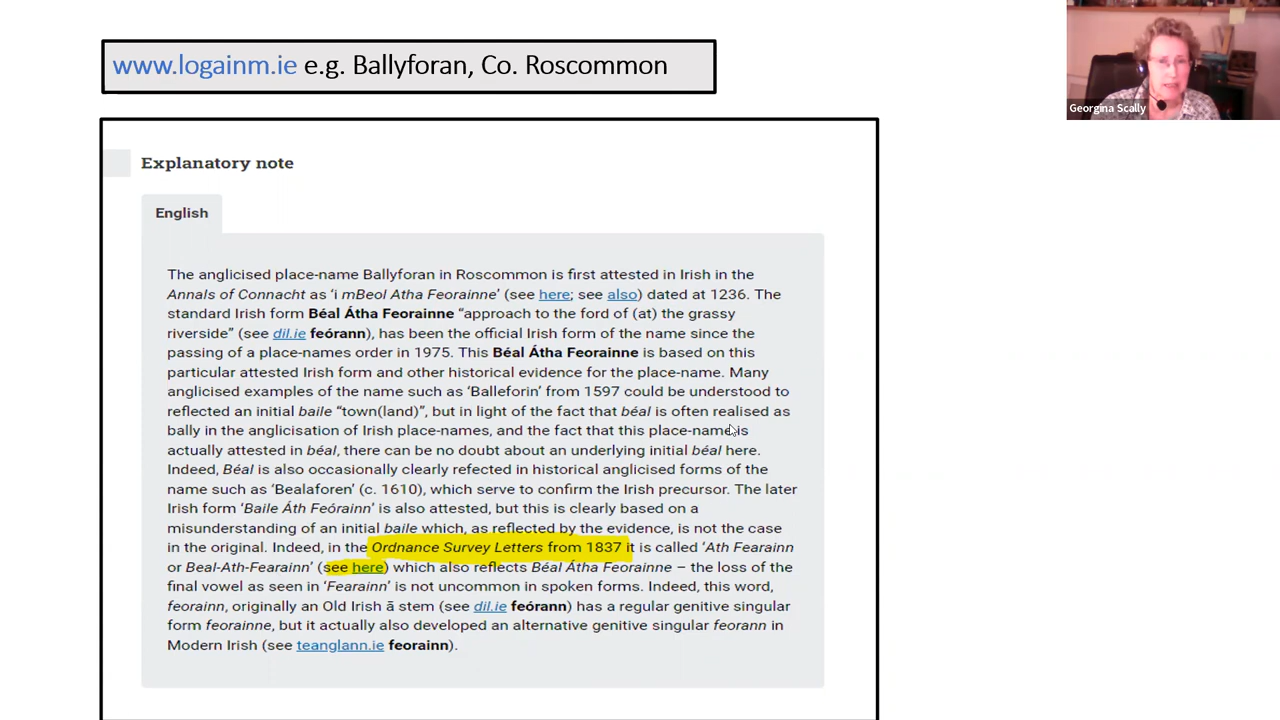 www.logainm.ie e.g. Ballyforan, Co. Roscommon
Georgina Scally
Explanatory note
English
The anglicised place-name Ballyforan in Roscommon is first attested in Irish in the
Annals of Connacht as ‘i mBeol Atha Feorainne’ (see here; see also) dated at 1236. The
standard Irish form Béal Átha Feorainne “approach to the ford of (at) the grassy
riverside” (see dil.ie feórann), has been the official Irish form of the name since the
passing of a place-names order in 1975. This Béal Átha Feorainne is based on this
particular attested Irish form and other historical evidence for the place-name. Many
anglicised examples of the name such as ‘Balleforin’ from 1597 could be understood to
reflected an initial baile “town(land)”, but in light of the fact that béal is often realised as
bally in the anglicisation of Irish place-names, and the fact that this place-name is
actually attested in béal, there can be no doubt about an underlying initial béal here.
Indeed, Béal is also occasionally clearly refected in historical anglicised forms of the
name such as ‘Bealaforen’ (c. 1610), which serve to confirm the Irish precursor. The later
Irish form ‘Baile Áth Feórainn’ is also attested, but this is clearly based on a
misunderstanding of an initial baile which, as reflected by the evidence, is not the case
in the original. Indeed, in the Ordnance Survey Letters from 1837 it is called ‘Ath Fearainn
or Beal-Ath-Fearainn’ (see here) which also reflects Béal Átha Feorainne – the loss of the
final vowel as seen in ‘Fearainn’ is not uncommon in spoken forms. Indeed, this word,
feorainn, originally an Old Irish ā stem (see dil.ie feórann) has a regular genitive singular
form feorainne, but it actually also developed an alternative genitive singular feorann in
Modern Irish (see teanglann.ie feorainn).